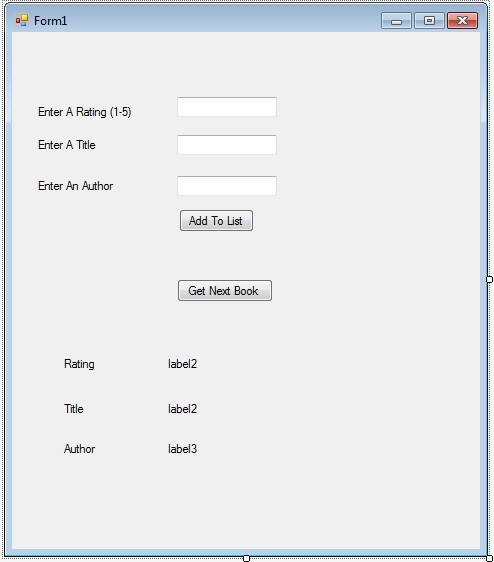 Form1
Enter A Rating (1-5)
Enter A Title
Enter An Author
Add To List
Get Next Book
Rating label2
Title label2
Author label3